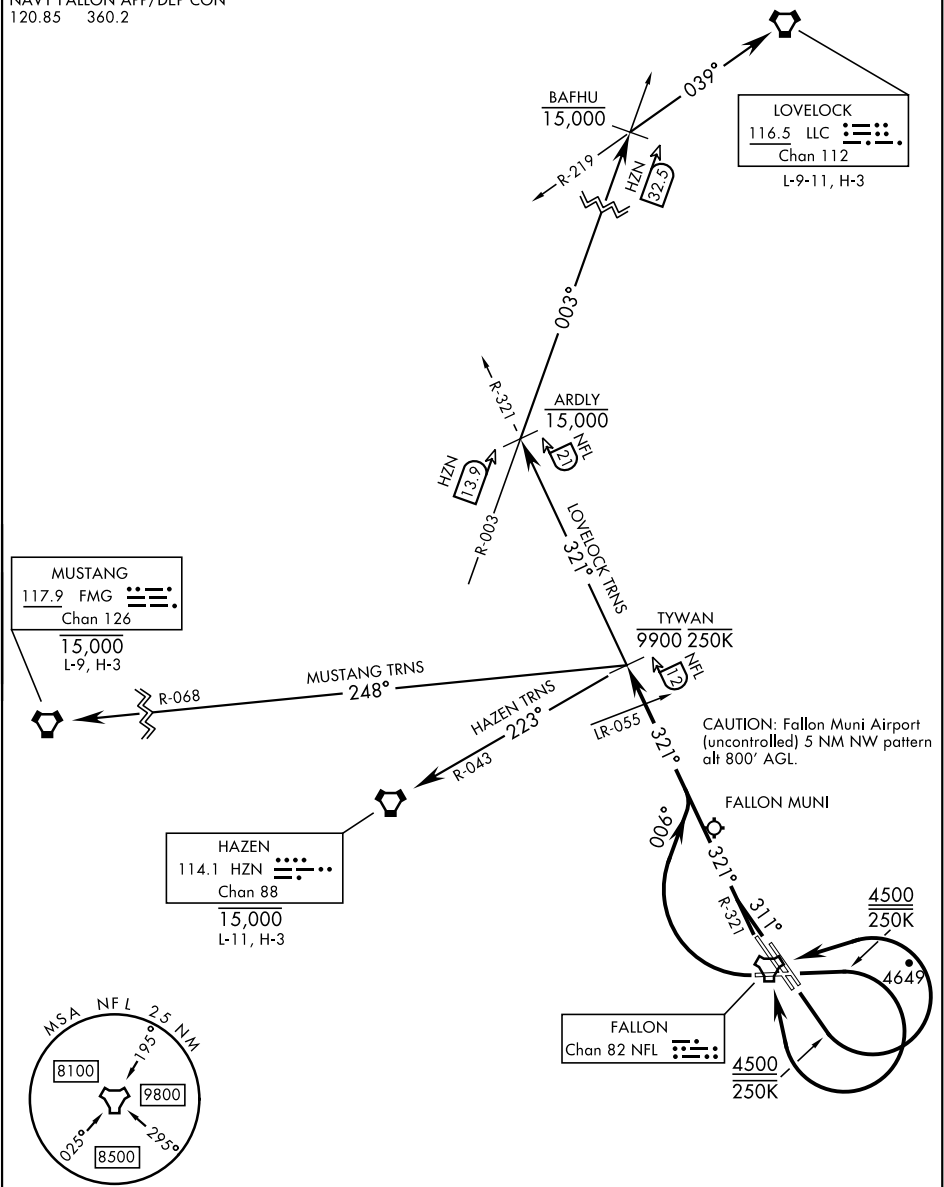 NAVY FALLON APP/DEP CON
120.85 360.2
BAFHU
15,000
039°
LOVELOCK
116.5 LLC
Chan 112
L-9-11, H-3
R-219
HZN
32.5
003°
R-321
ARDLY
15,000
NFL
21
HZN
13.9
R-003
LOVELOCK TRNS
321°
MUSTANG
117.9 FMG
Chan 126
15,000
L-9, H-3
TYWAN
9900 250K
NFL
12
MUSTANG TRNS
R-068
248°
HAZEN TRNS
223°
R-043
LR-055
321°
CAUTION: Fallon Muni Airport
(uncontrolled) 5 NM NW pattern
alt 800' AGL.
FALLON MUNI
006°
321°
HAZEN
114.1 HZN
Chan 88
15,000
L-11, H-3
R-321
311°
4500
250K
4649
FALLON
Chan 82 NFL
4500
250K
MSA NFL 25 NM
195°
8100
9800
025°
295°
8500